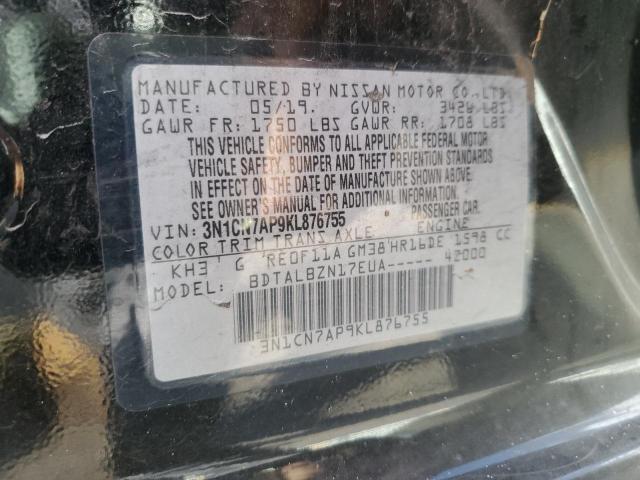 MANUFACTURED BY NISSAN MOTOR CO., LTD.
DATE: 05/19. GVWR: 3426 LBS
GAWR FR: 1750 LBS GAWR RR: 1708 LBS
THIS VEHICLE CONFORMS TO ALL APPLICABLE FEDERAL MOTOR
VEHICLE SAFETY, BUMPER AND THEFT PREVENTION STANDARDS
IN EFFECT ON THE DATE OF MANUFACTURE SHOWN ABOVE.
SEE OWNER'S MANUAL FOR ADDITIONAL INFORMATION.
VIN: 3N1CN7AP9KL876755 PASSENGER CAR.
COLOR TRIM TRANS AXLE ENGINE
KH3 G RE0F11A GM38 HR16DE 1598 CC
MODEL: BDTALBZN17EUA----- 42000
3N1CN7AP9KL876755